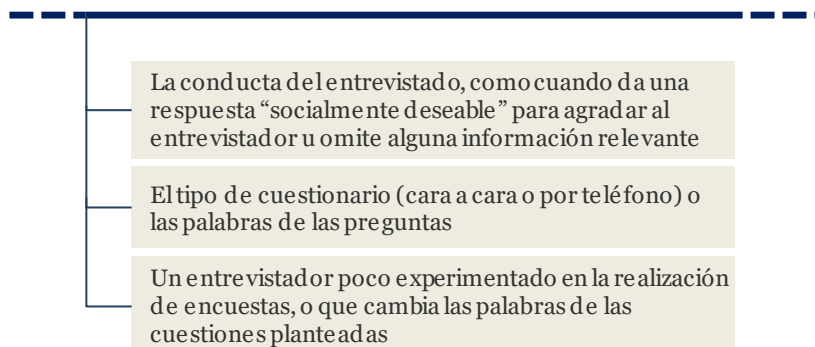 La conducta del entrevistado, como cuando da una
respuesta “socialmente deseable” para agradar al
entrevistador u omite alguna información relevante
El tipo de cuestionario (cara a cara o por teléfono) o
las palabras de las preguntas
Un entrevistador poco experimentado en la realización
de encuestas, o que cambia las palabras de las
cuestiones planteadas